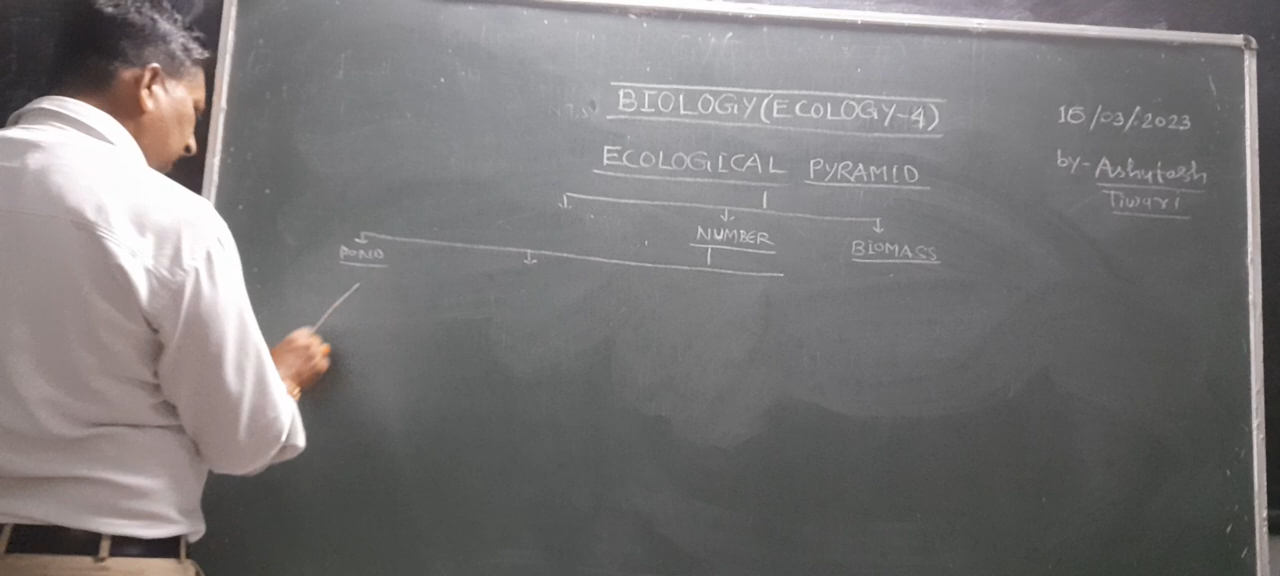 BIOLOGY (ECOLOGY-4)
16/03/2023
ECOLOGICAL PYRAMID
by- Ashutosh
Tiwari
NUMBER
BIOMASS
POND